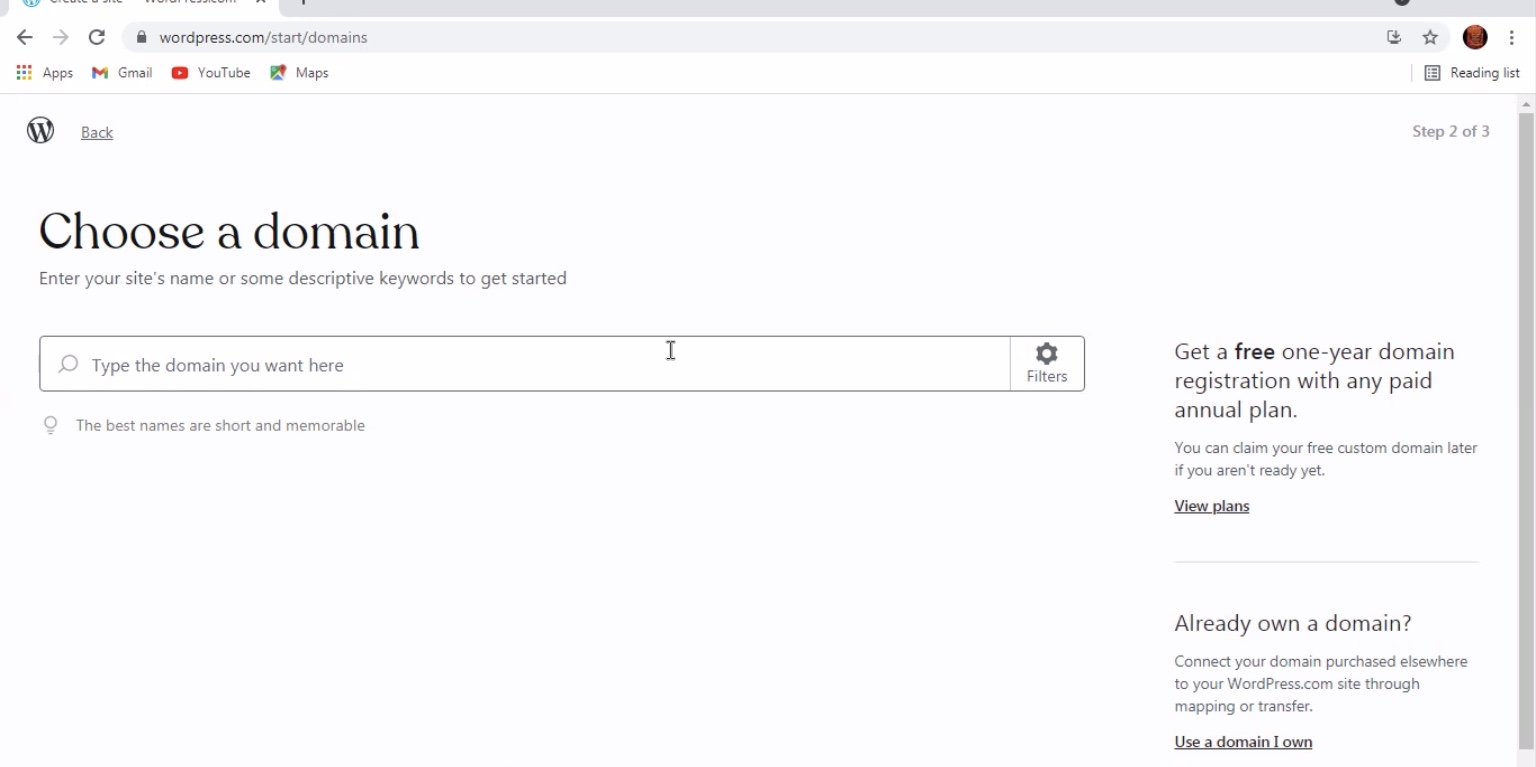 Create a site — WordPress.com
wordpress.com/start/domains
Apps
Gmail
YouTube
Maps
Reading list
Back
Step 2 of 3
Choose a domain
Enter your site's name or some descriptive keywords to get started
Type the domain you want here
Filters
The best names are short and memorable
Get a free one-year domain
registration with any paid
annual plan.
You can claim your free custom domain later
if you aren't ready yet.
View plans
Already own a domain?
Connect your domain purchased elsewhere
to your WordPress.com site through
mapping or transfer.
Use a domain I own